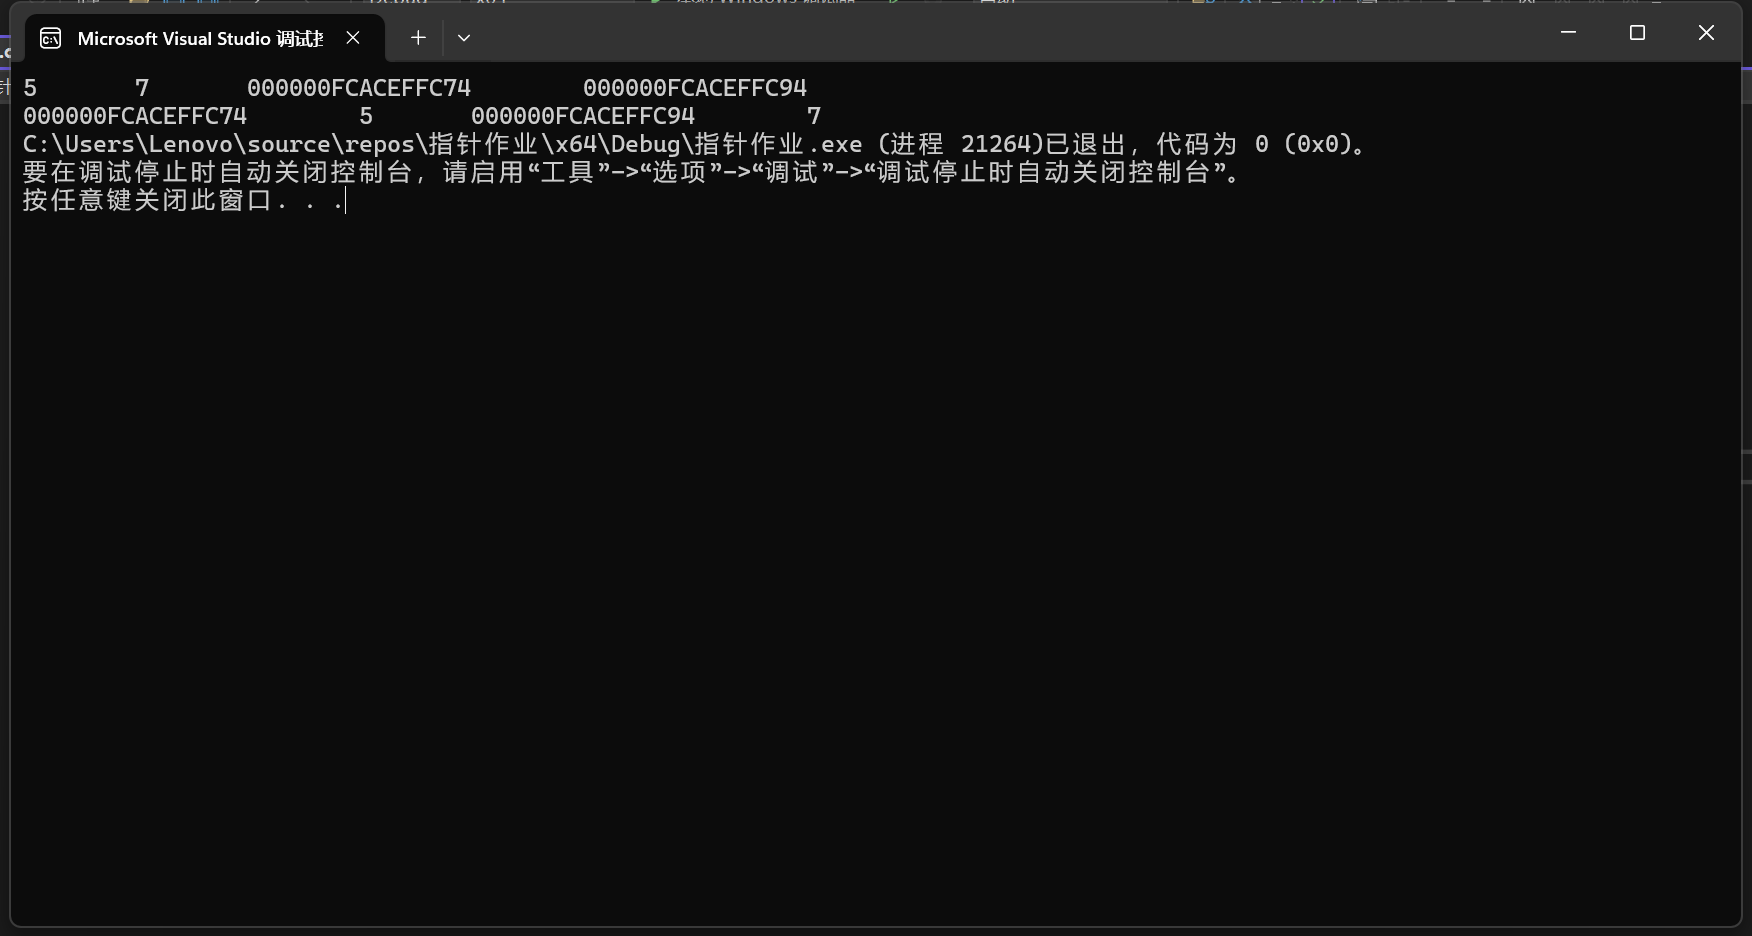 Microsoft Visual Studio 调试
5 7 000000FCACEFFC74 000000FCACEFFC94
000000FCACEFFC74 5 000000FCACEFFC94 7
C:\Users\Lenovo\source\repos\指针作业\x64\Debug\指针作业.exe (进程 21264)已退出，代码为 0 (0x0)。
要在调试停止时自动关闭控制台，请启用“工具”->“选项”->“调试”->“调试停止时自动关闭控制台”。
按任意键关闭此窗口. . .